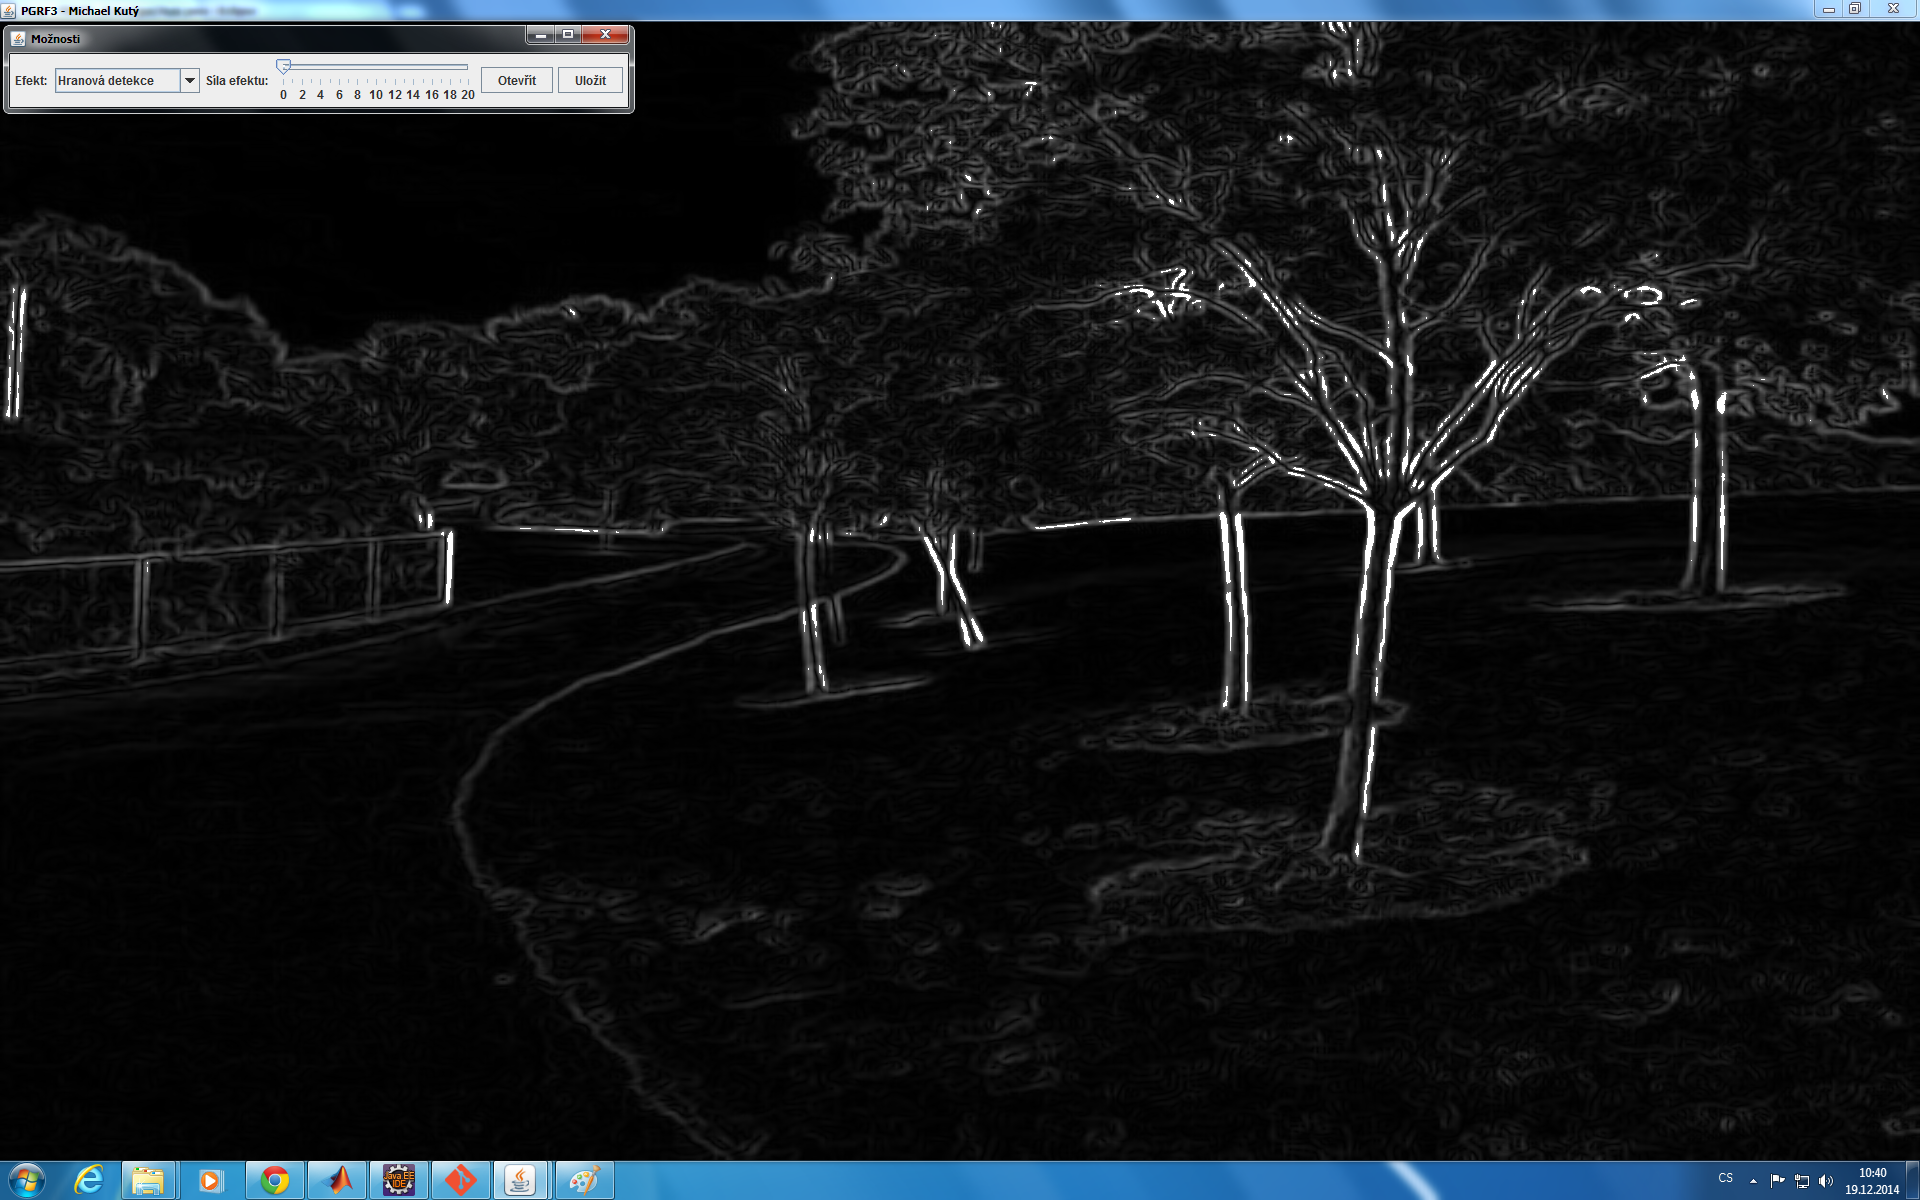 PGRF3 - Michael Kutý
Možnosti
Efekt: Hranová detekce Síla efektu: Otevřít Uložit
0 2 4 6 8 10 12 14 16 18 20
Java EE
IDE
CS
10:40
19.12.2014